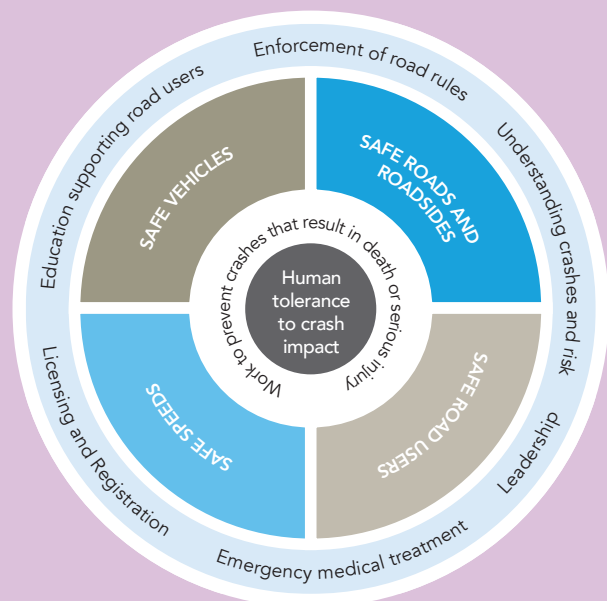 Enforcement of road rules
Understanding crashes and risk
Leadership
Emergency medical treatment
Licensing and Registration
Education supporting road users
SAFE VEHICLES
SAFE ROADS AND
ROADSIDES
SAFE ROAD USERS
SAFE SPEEDS
Work to prevent crashes that result in death or serious injury
Human
tolerance
to crash
impact